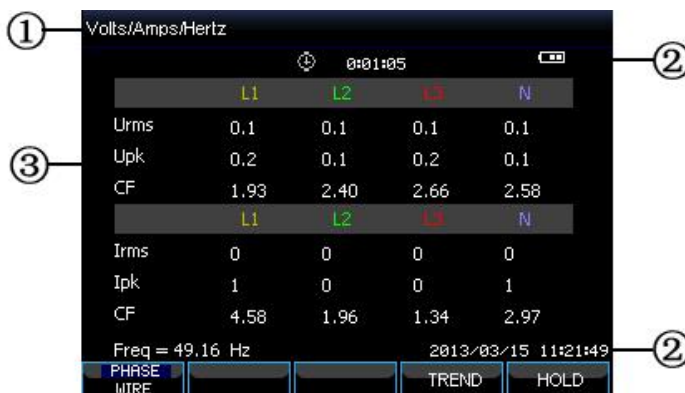 ① Volts/Amps/Hertz
0:01:05 ②
L1 L2 L3 N
Urms 0.1 0.1 0.1 0.1
③ Upk 0.2 0.1 0.2 0.1
CF 1.93 2.40 2.66 2.58
L1 L2 L3 N
Irms 0 0 0 0
Ipk 1 0 0 1
CF 4.58 1.96 1.34 2.97
Freq = 49.16 Hz 2013/03/15 11:21:49 ②
PHASE TREND HOLD
WIRE